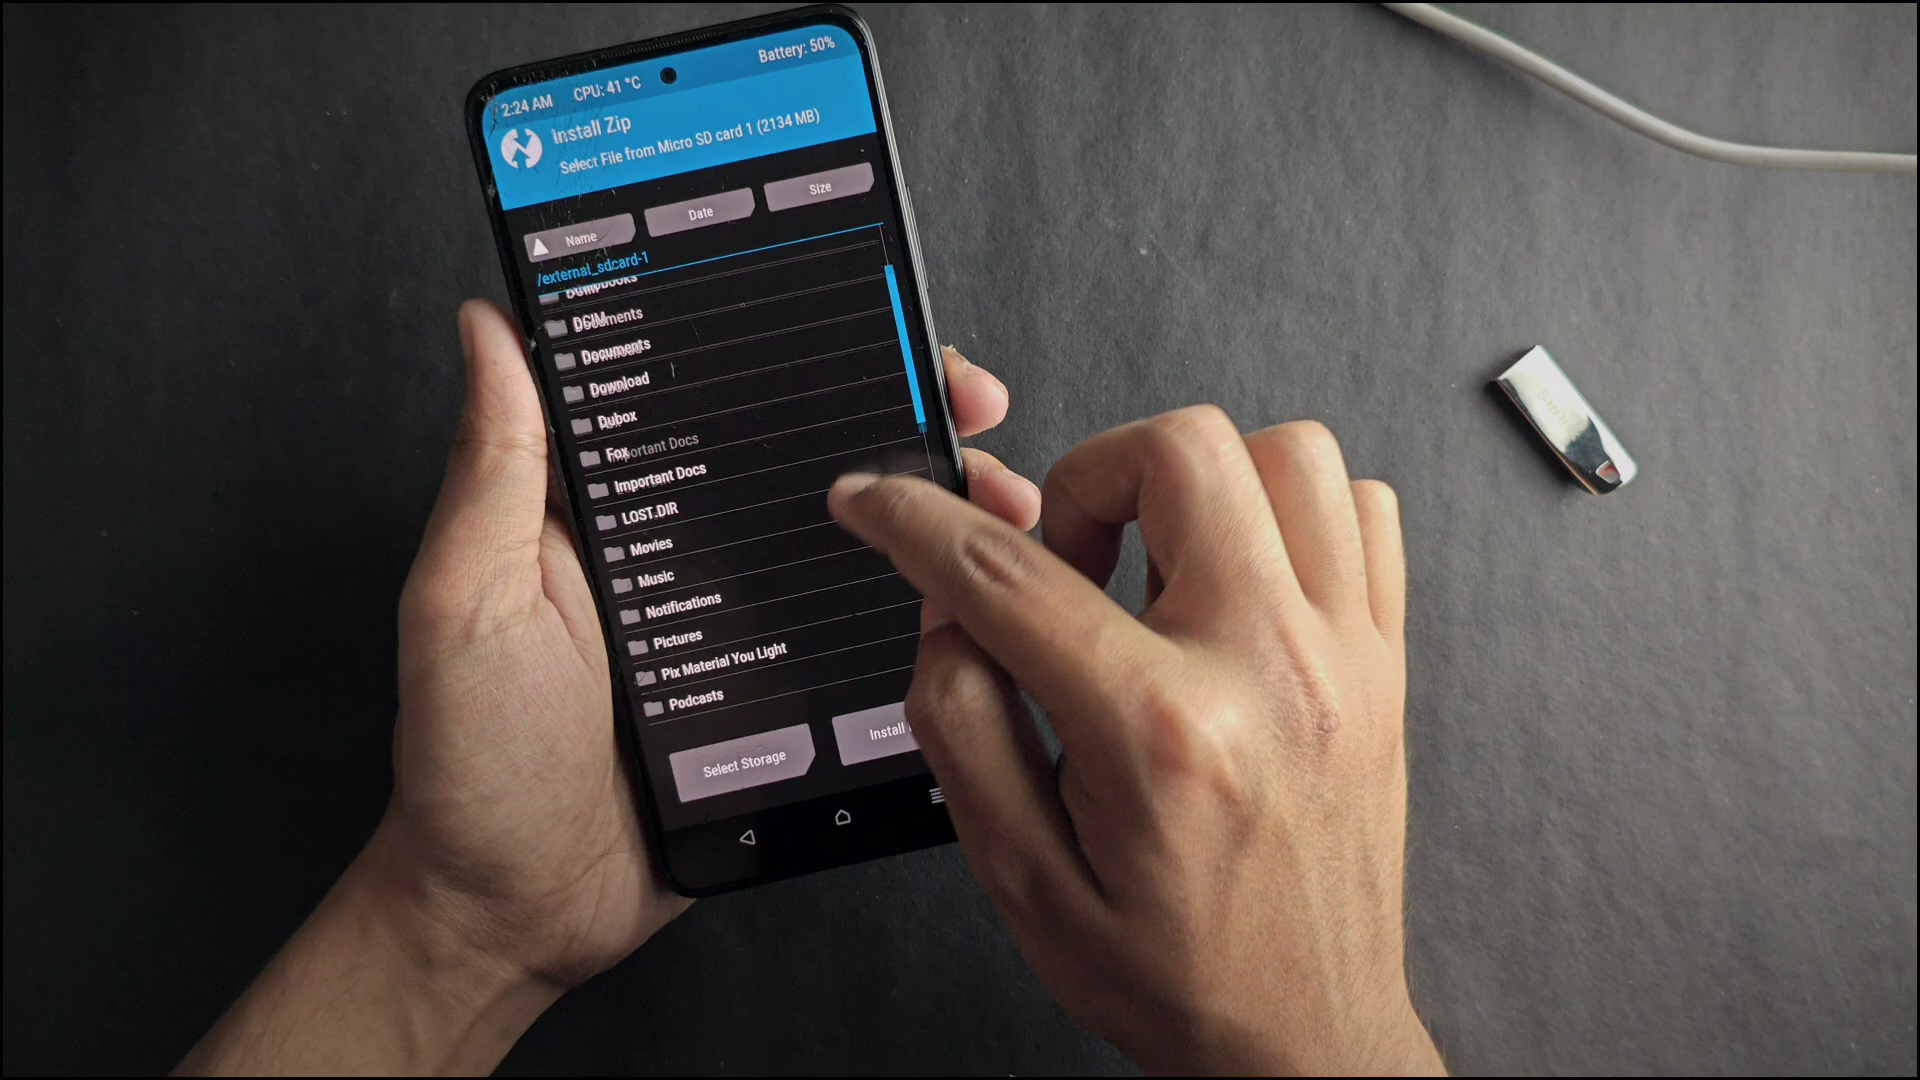 2:24 AM CPU: 41 °C Battery: 50%
Install Zip
Select File from Micro SD card 1 (2134 MB)
Name Date Size
/external_sdcard-1
DCIM
Documents
Download
Dubox
Fox
Important Docs
LOST.DIR
Movies
Music
Notifications
Pictures
Pix Material You Light
Podcasts
Select Storage Install